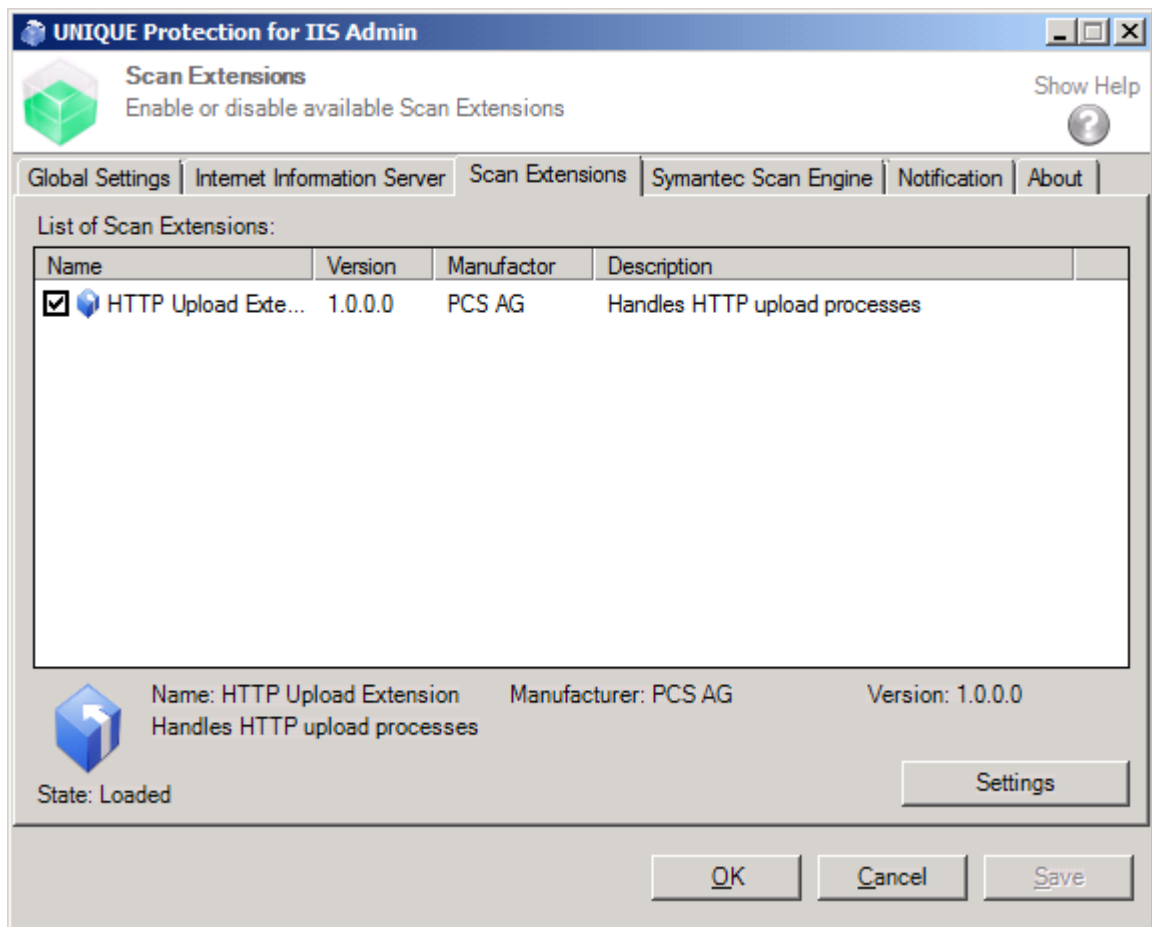 UNIQUE Protection for IIS Admin
Scan Extensions
Enable or disable available Scan Extensions
Show Help
?
Global Settings Internet Information Server Scan Extensions Symantec Scan Engine Notification About
List of Scan Extensions:
Name Version Manufactor Description
HTTP Upload Exte... 1.0.0.0 PCS AG Handles HTTP upload processes
Name: HTTP Upload Extension Manufacturer: PCS AG Version: 1.0.0.0
Handles HTTP upload processes
State: Loaded
Settings
OK Cancel Save